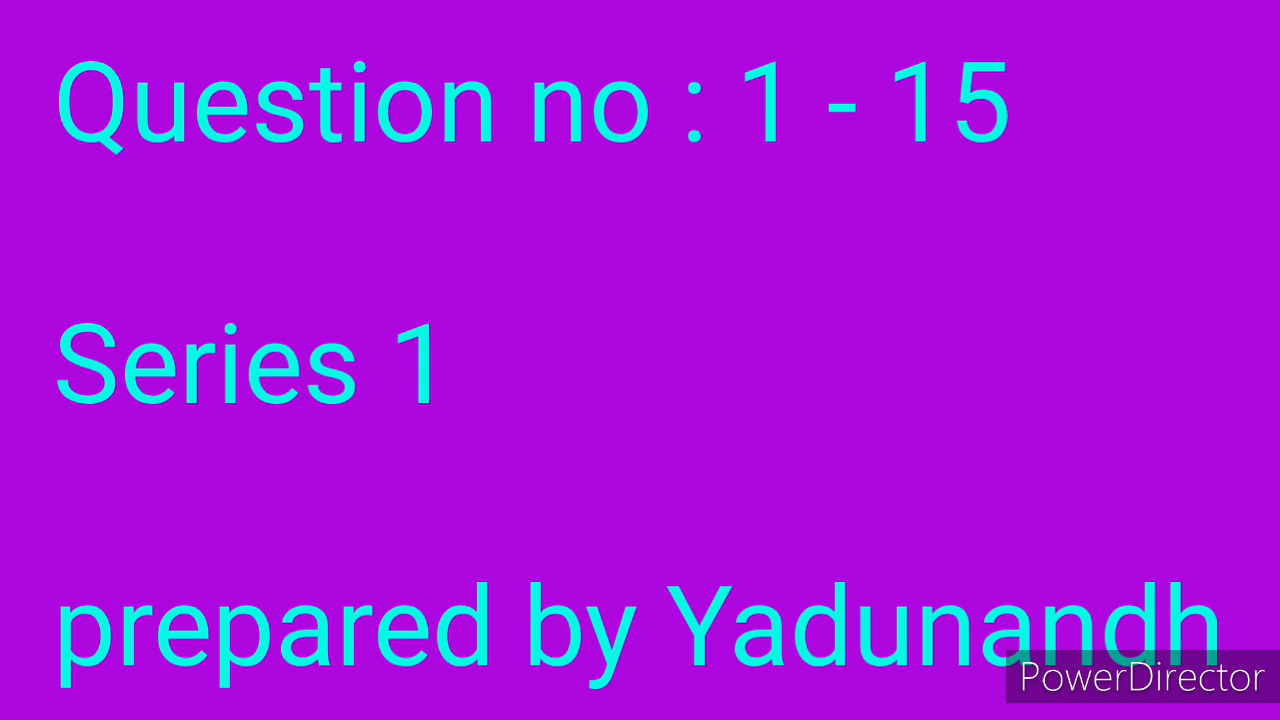 Question no : 1 - 15
Series 1
prepared by Yadunandh
PowerDirector